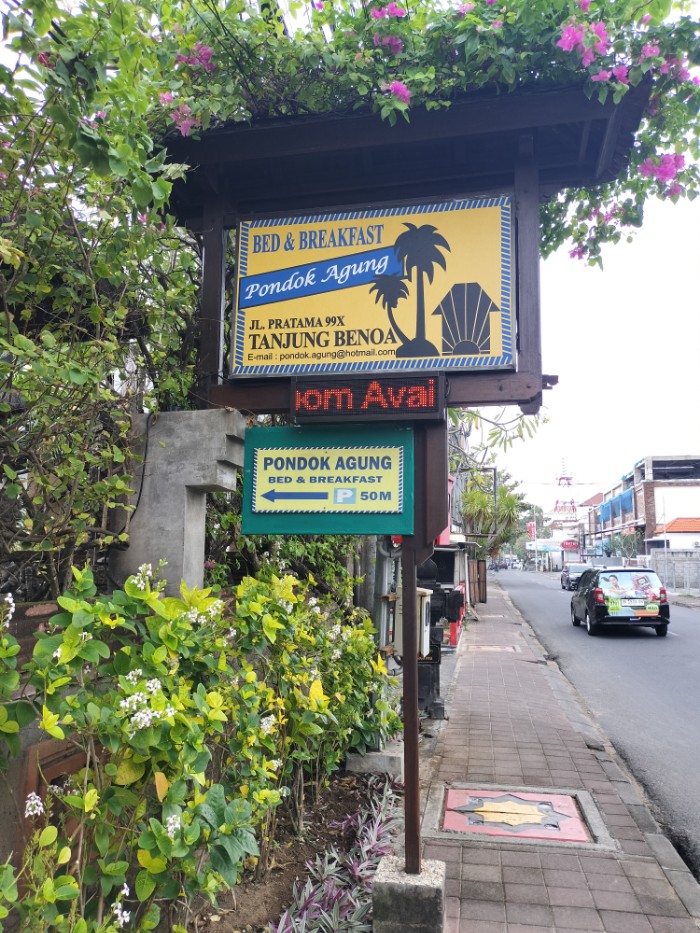 BED & BREAKFAST
Pondok Agung
JL. PRATAMA 99X
TANJUNG BENOA
E-mail : pondok.agung@hotmail.com
oom Avai
PONDOK AGUNG
BED & BREAKFAST
P 50M